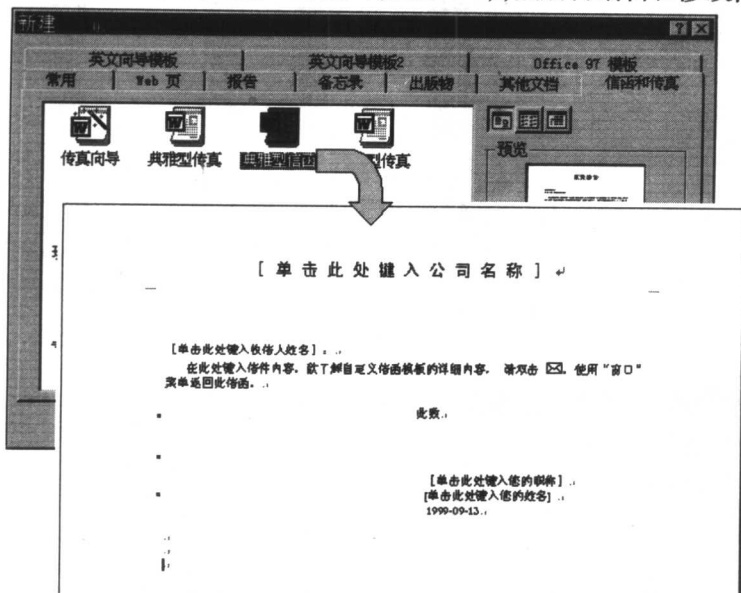 新建
英文向导模板 英文向导模板2 Office 97 模板
常用 Web 页 报告 备忘录 出版物 其他文档 信函和传真
传真向导 典雅型传真 典雅型信函 型传真
预览
[单击此处键入公司名称]
[单击此处键入收信人姓名]：
在此处键入信件内容。欲了解自定义信函模板的详细内容，请双击 ✉。使用“窗口”
菜单返回此信函。
此致
[单击此处键入您的职称]
[单击此处键入您的姓名]
1999-09-13